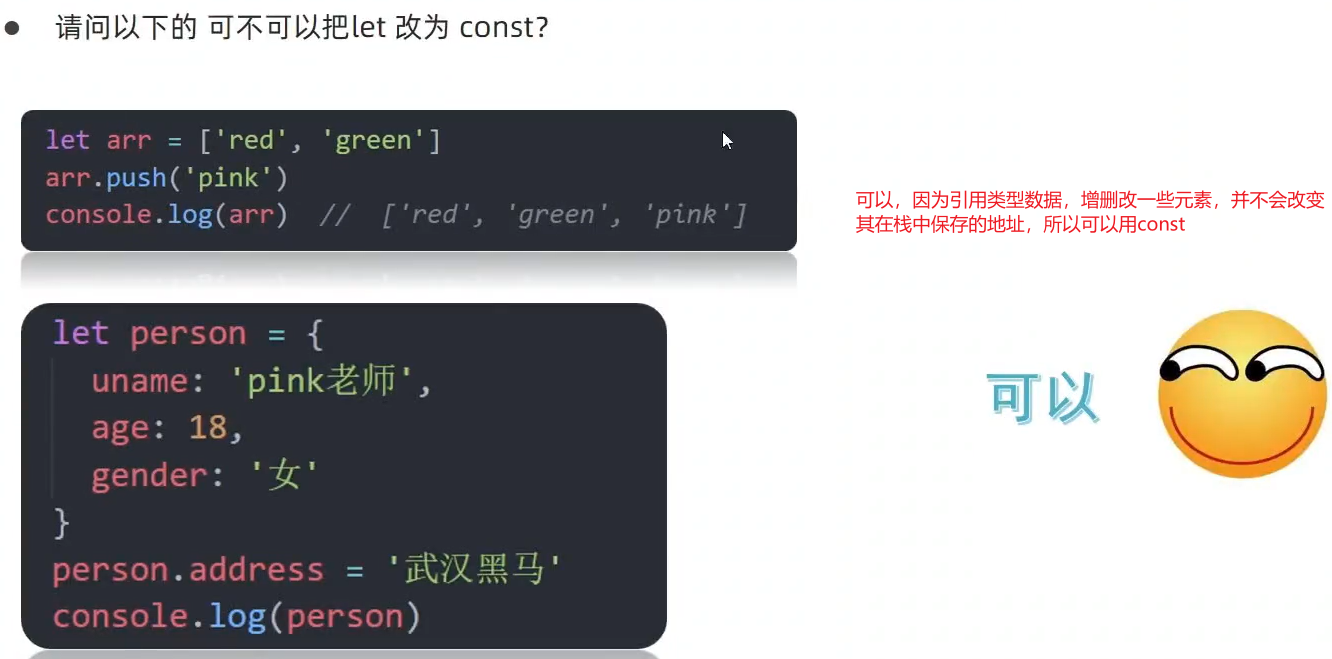 ● 请问以下的 可不可以把let 改为 const?
let arr = ['red', 'green']
arr.push('pink')
console.log(arr)  //  ['red', 'green', 'pink']
可以，因为引用类型数据，增删改一些元素，并不会改变
其在栈中保存的地址，所以可以用const
let person = {
  uname: 'pink老师',
  age: 18,
  gender: '女'
}
person.address = '武汉黑马'
console.log(person)
可以